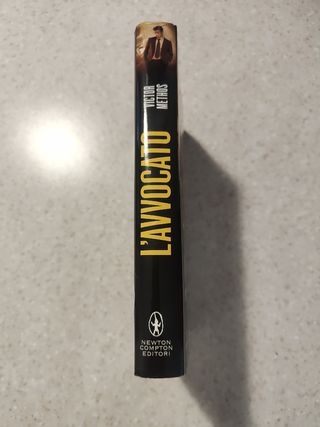 VICTOR
METHOS
L'AVVOCATO
NEWTON
COMPTON
EDITORI